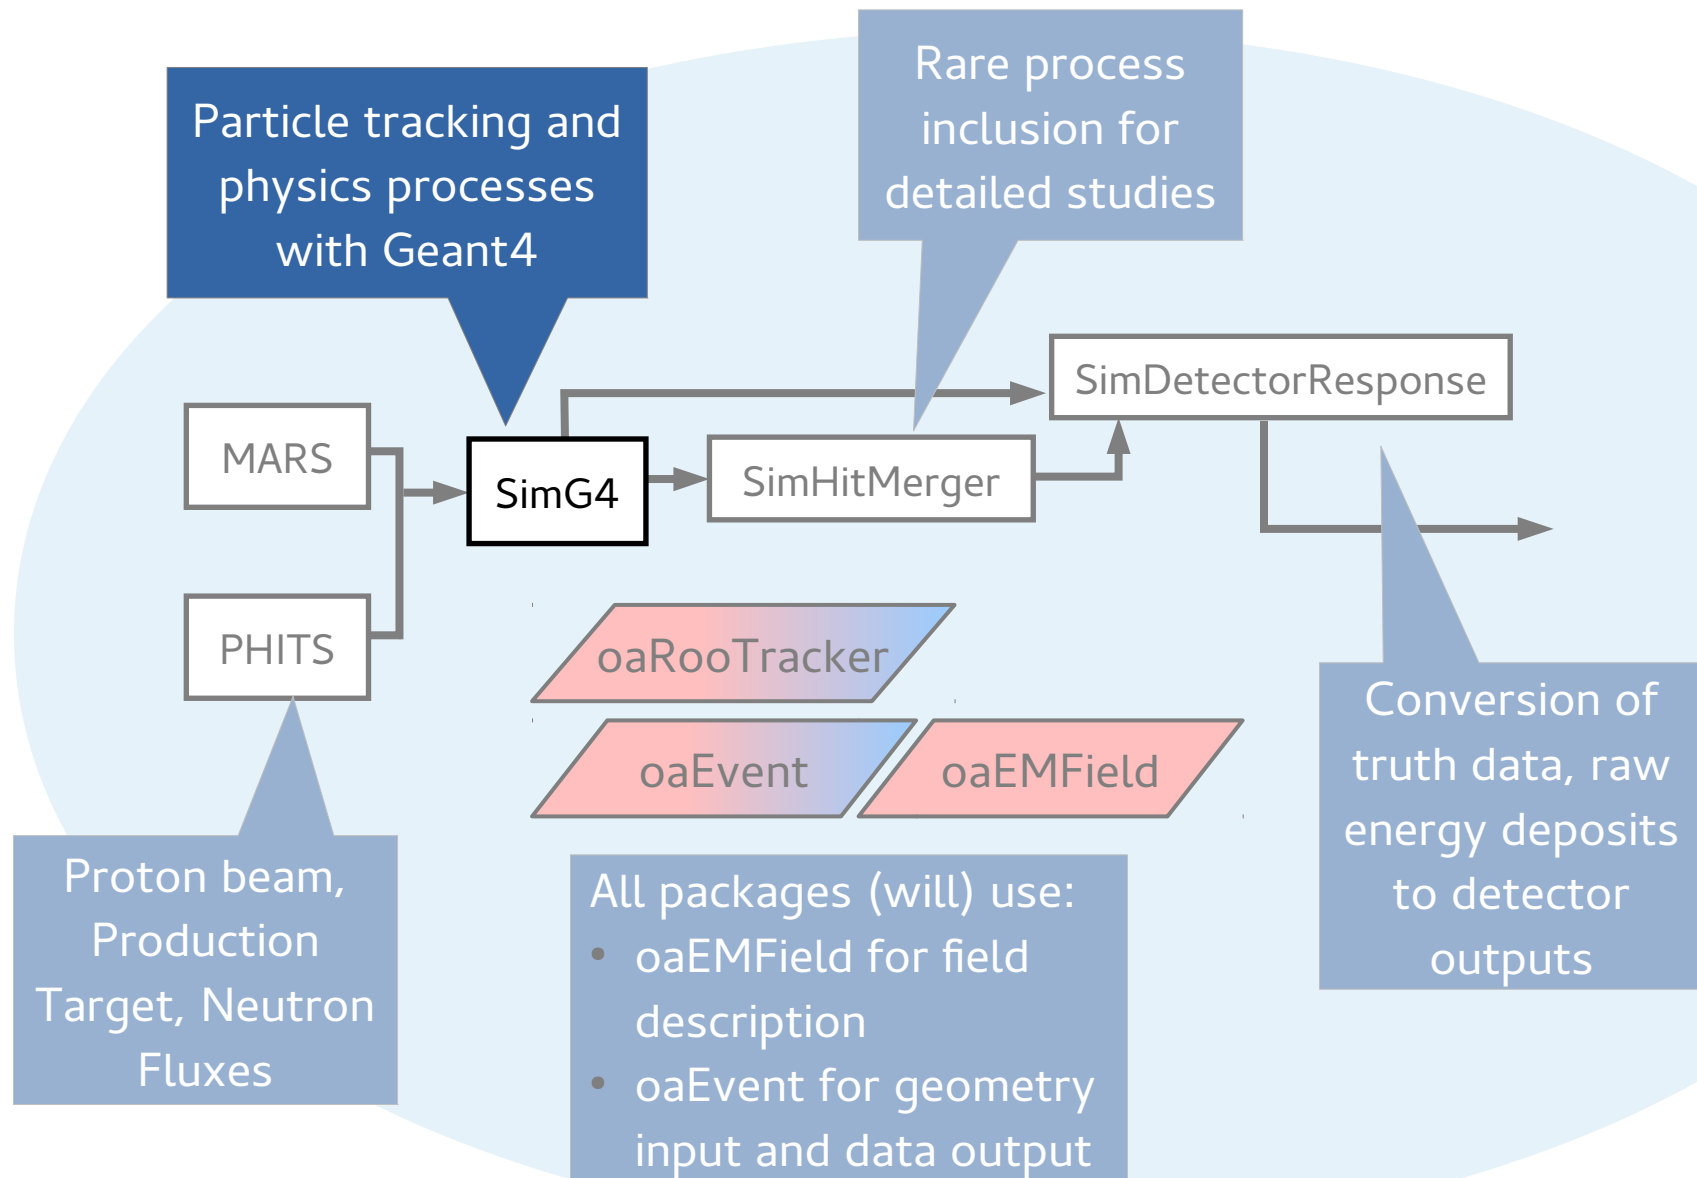 Particle tracking and
physics processes
with Geant4
Rare process
inclusion for
detailed studies
SimDetectorResponse
MARS
SimG4
SimHitMerger
PHITS
oaRooTracker
oaEvent
oaEMField
Proton beam,
Production
Target, Neutron
Fluxes
All packages (will) use:
• oaEMField for field
description
• oaEvent for geometry
input and data output
Conversion of
truth data, raw
energy deposits
to detector
outputs